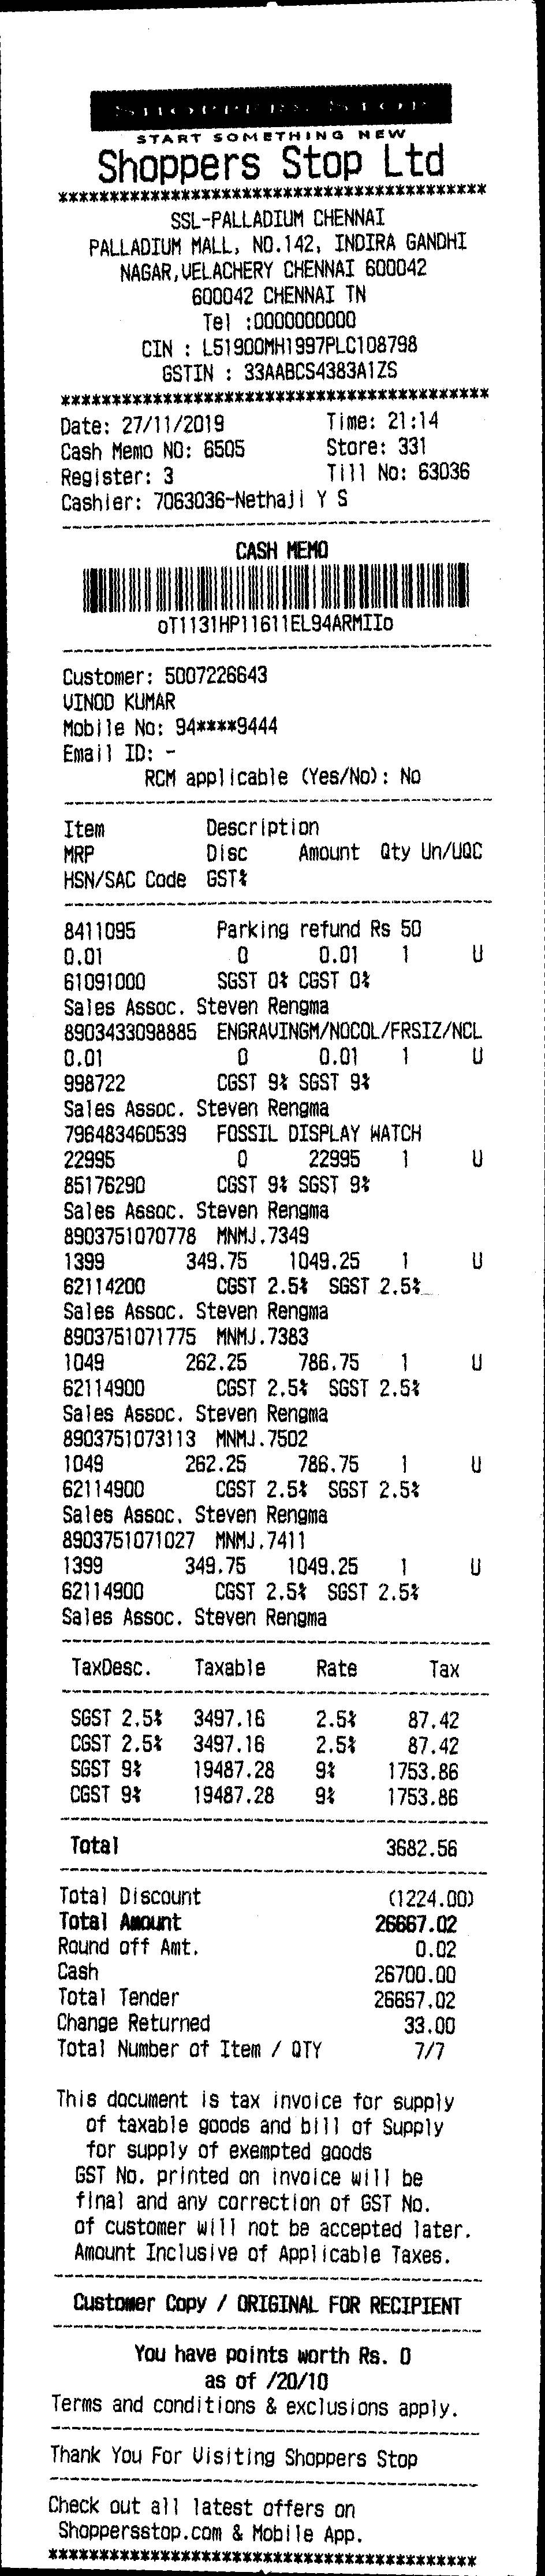 SHOPPERS STOP
START SOMETHING NEW
Shoppers Stop Ltd
******************************************
SSL-PALLADIUM CHENNAI
PALLADIUM MALL, NO.142, INDIRA GANDHI
NAGAR,VELACHERY CHENNAI 600042
600042 CHENNAI TN
Tel :0000000000
CIN : L51900MH1997PLC108798
GSTIN : 33AABCS4383A1ZS
******************************************
Date: 27/11/2019 Time: 21:14
Cash Memo NO: 6505 Store: 331
Register: 3 Till No: 63036
Cashier: 7063036-Nethaji Y S
CASH MEMO
oT1131HP11611EL94ARMIIo
Customer: 5007226643
VINOD KUMAR
Mobile No: 94****9444
Email ID: -
RCM applicable (Yes/No): No
Item Description
MRP Disc Amount Qty Un/UQC
HSN/SAC Code GST%
8411095 Parking refund Rs 50
0.01 0 0.01 1 U
61091000 SGST 0% CGST 0%
Sales Assoc. Steven Rengma
8903433098885 ENGRAVINGM/NOCOL/FRSIZ/NCL
0.01 0 0.01 1 U
998722 CGST 9% SGST 9%
Sales Assoc. Steven Rengma
796483460539 FOSSIL DISPLAY WATCH
22995 0 22995 1 U
85176290 CGST 9% SGST 9%
Sales Assoc. Steven Rengma
8903751070778 MNMJ.7349
1399 349.75 1049.25 1 U
62114200 CGST 2.5% SGST 2.5%
Sales Assoc. Steven Rengma
8903751071775 MNMJ.7383
1049 262.25 786.75 1 U
62114900 CGST 2.5% SGST 2.5%
Sales Assoc. Steven Rengma
8903751073113 MNMJ.7502
1049 262.25 786.75 1 U
62114900 CGST 2.5% SGST 2.5%
Sales Assoc. Steven Rengma
8903751071027 MNMJ.7411
1399 349.75 1049.25 1 U
62114900 CGST 2.5% SGST 2.5%
Sales Assoc. Steven Rengma
TaxDesc. Taxable Rate Tax
SGST 2.5% 3497.16 2.5% 87.42
CGST 2.5% 3497.16 2.5% 87.42
SGST 9% 19487.28 9% 1753.86
CGST 9% 19487.28 9% 1753.86
Total 3682.56
Total Discount (1224.00)
Total Amount 26667.02
Round off Amt. 0.02
Cash 26700.00
Total Tender 26667.02
Change Returned 33.00
Total Number of Item / QTY 7/7
This document is tax invoice for supply
of taxable goods and bill of Supply
for supply of exempted goods
GST No. printed on invoice will be
final and any correction of GST No.
of customer will not be accepted later.
Amount Inclusive of Applicable Taxes.
Customer Copy / ORIGINAL FOR RECIPIENT
You have points worth Rs. 0
as of /20/10
Terms and conditions & exclusions apply.
Thank You For Visiting Shoppers Stop
Check out all latest offers on
Shoppersstop.com & Mobile App.
******************************************